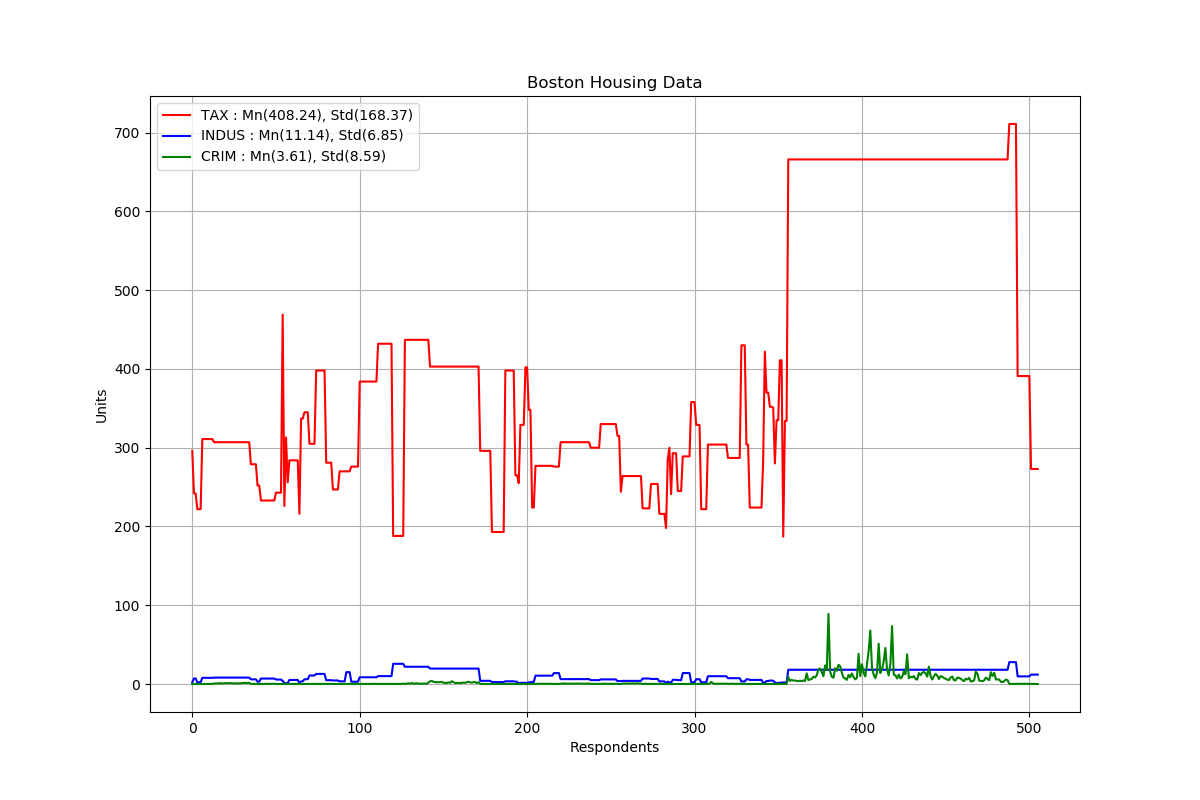 Boston Housing Data
TAX : Mn(408.24), Std(168.37)
INDUS : Mn(11.14), Std(6.85)
CRIM : Mn(3.61), Std(8.59)
700
600
500
400
300
200
100
0
Units
0 100 200 300 400 500
Respondents